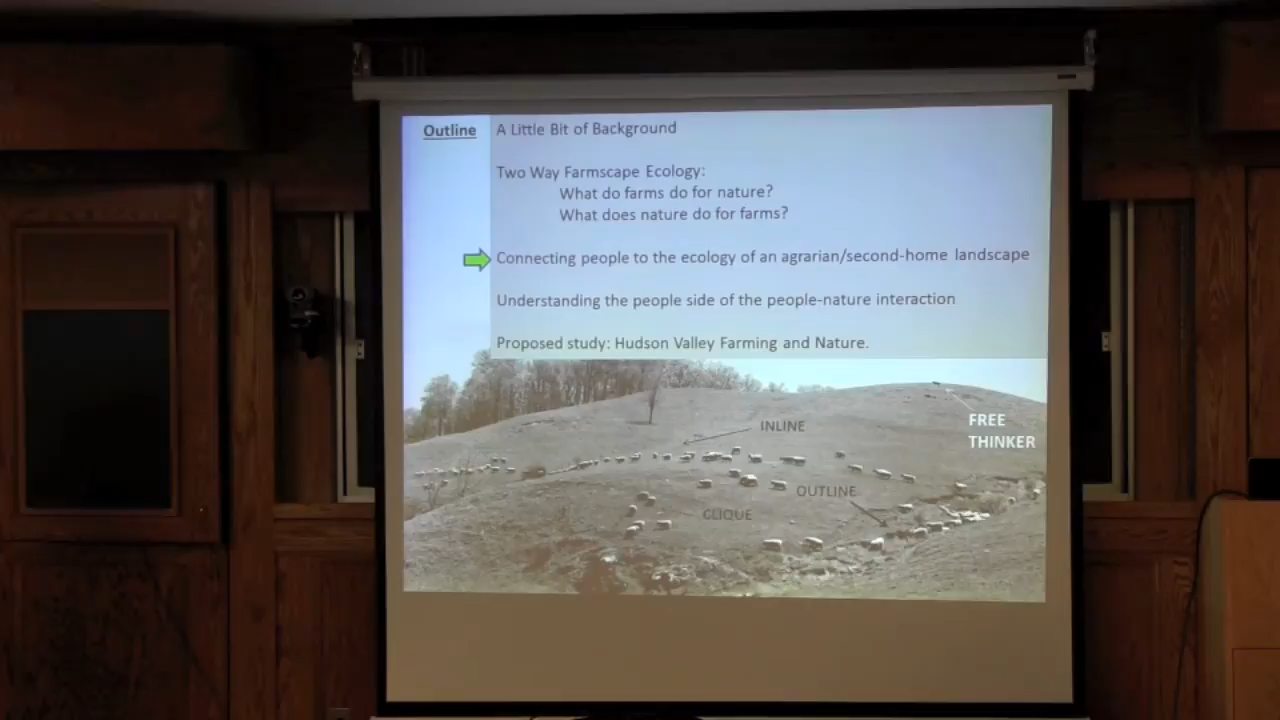 Outline
A Little Bit of Background
Two Way Farmscape Ecology:
What do farms do for nature?
What does nature do for farms?
Connecting people to the ecology of an agrarian/second-home landscape
Understanding the people side of the people-nature interaction
Proposed study: Hudson Valley Farming and Nature.
INLINE
FREE
THINKER
OUTLINE
CLIQUE